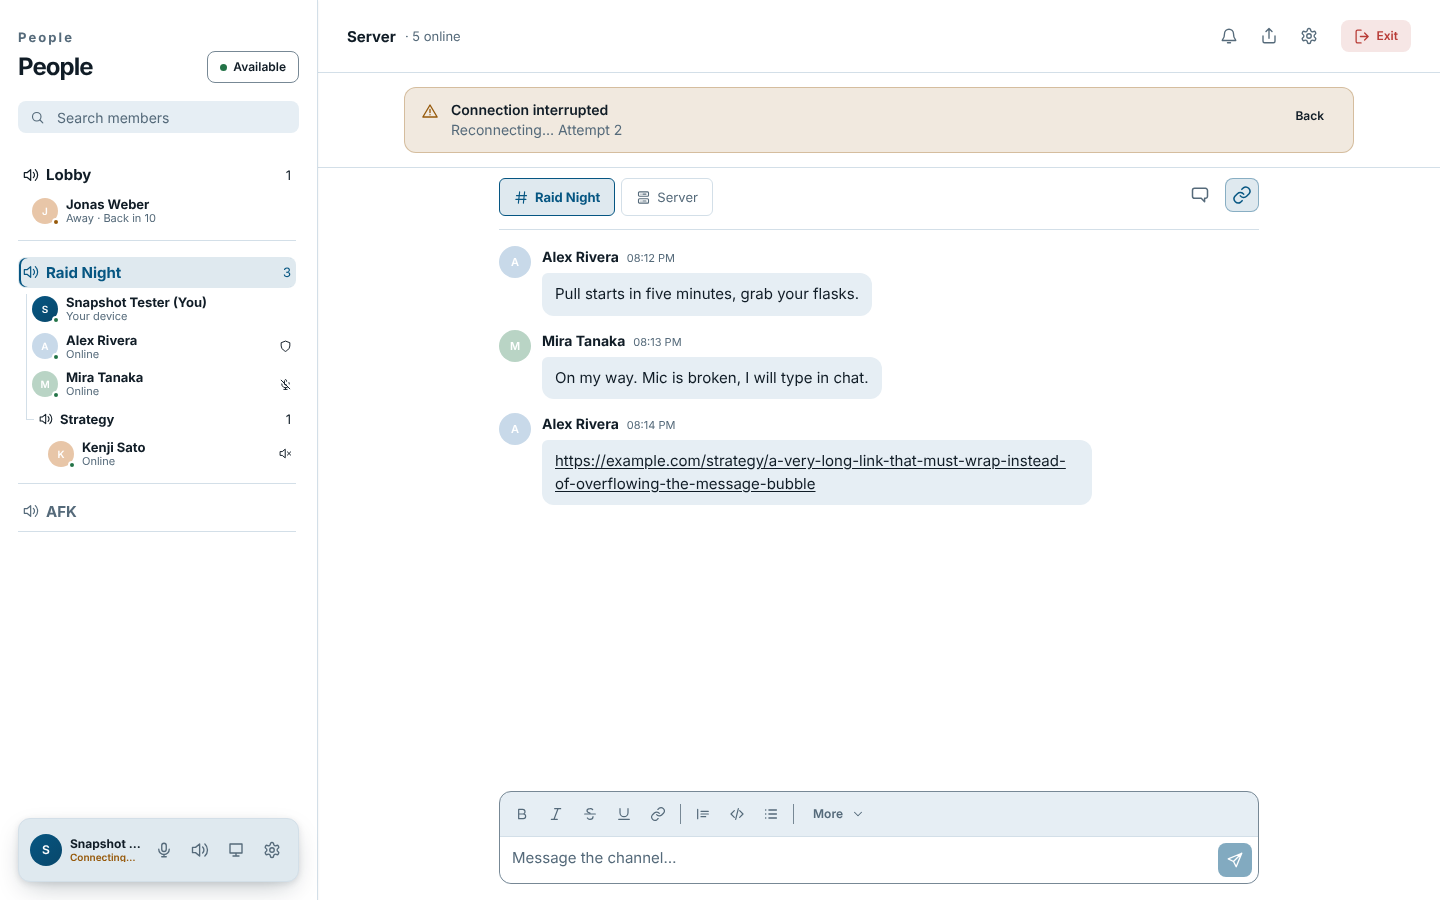 People
People
Available
Search members
Lobby
1
J
Jonas Weber
Away · Back in 10
Raid Night
3
S
Snapshot Tester (You)
Your device
A
Alex Rivera
Online
M
Mira Tanaka
Online
Strategy
1
K
Kenji Sato
Online
AFK
S
Snapshot ...
Connecting...
Server · 5 online
Exit
Connection interrupted
Reconnecting... Attempt 2
Back
Raid Night
Server
A
Alex Rivera 08:12 PM
Pull starts in five minutes, grab your flasks.
M
Mira Tanaka 08:13 PM
On my way. Mic is broken, I will type in chat.
A
Alex Rivera 08:14 PM
https://example.com/strategy/a-very-long-link-that-must-wrap-instead-
of-overflowing-the-message-bubble
More
Message the channel...